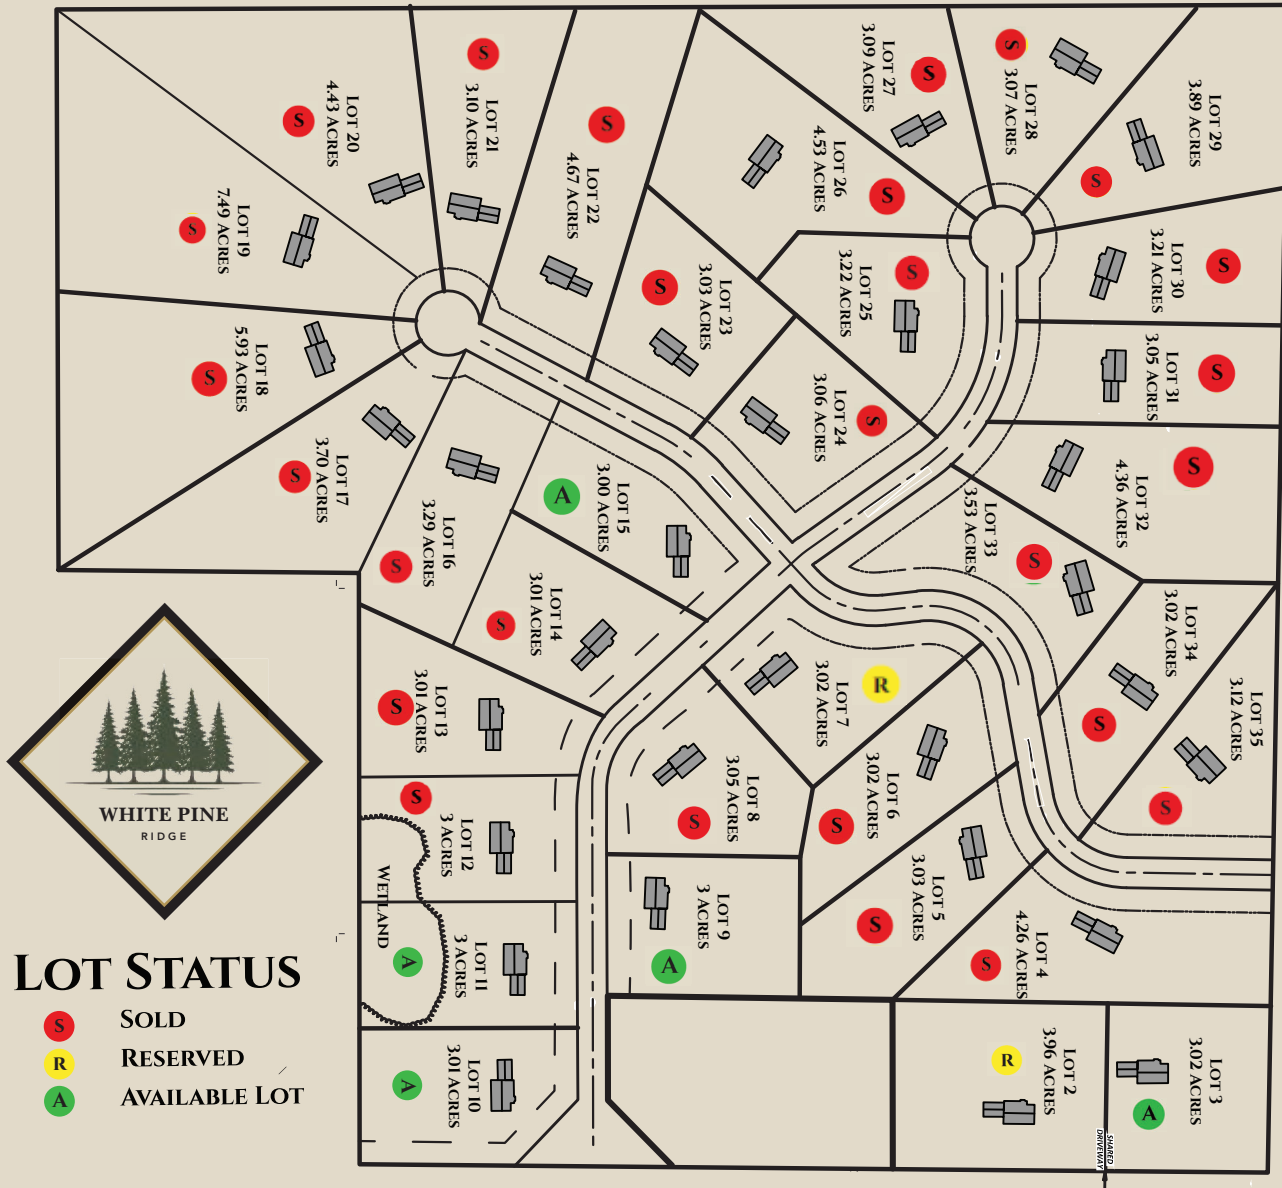 LOT 20
4.43 ACRES
S
LOT 21
3.10 ACRES
S
LOT 22
4.67 ACRES
S
LOT 27
3.09 ACRES
S
LOT 28
3.07 ACRES
S
LOT 29
3.89 ACRES
S
LOT 19
7.49 ACRES
S
LOT 26
4.53 ACRES
S
LOT 23
3.03 ACRES
S
LOT 25
3.22 ACRES
S
LOT 30
3.21 ACRES
S
LOT 18
5.93 ACRES
S
LOT 24
3.06 ACRES
S
LOT 31
3.05 ACRES
S
LOT 17
3.70 ACRES
S
LOT 16
3.29 ACRES
S
LOT 15
3.00 ACRES
A
LOT 33
3.53 ACRES
S
LOT 32
4.36 ACRES
S
LOT 14
3.01 ACRES
S
LOT 34
3.02 ACRES
S
LOT 35
3.12 ACRES
S
LOT 13
3.01 ACRES
S
LOT 7
3.02 ACRES
R
LOT 8
3.05 ACRES
S
LOT 6
3.02 ACRES
S
LOT 12
3 ACRES
S
WETLAND
LOT 9
3 ACRES
A
LOT 5
3.03 ACRES
S
LOT 4
4.26 ACRES
S
LOT 11
3 ACRES
A
LOT 10
3.01 ACRES
A
LOT 2
3.96 ACRES
R
LOT 3
3.02 ACRES
A
SHARED
DRIVEWAY
WHITE PINE
RIDGE
LOT STATUS
S SOLD
R RESERVED
A AVAILABLE LOT